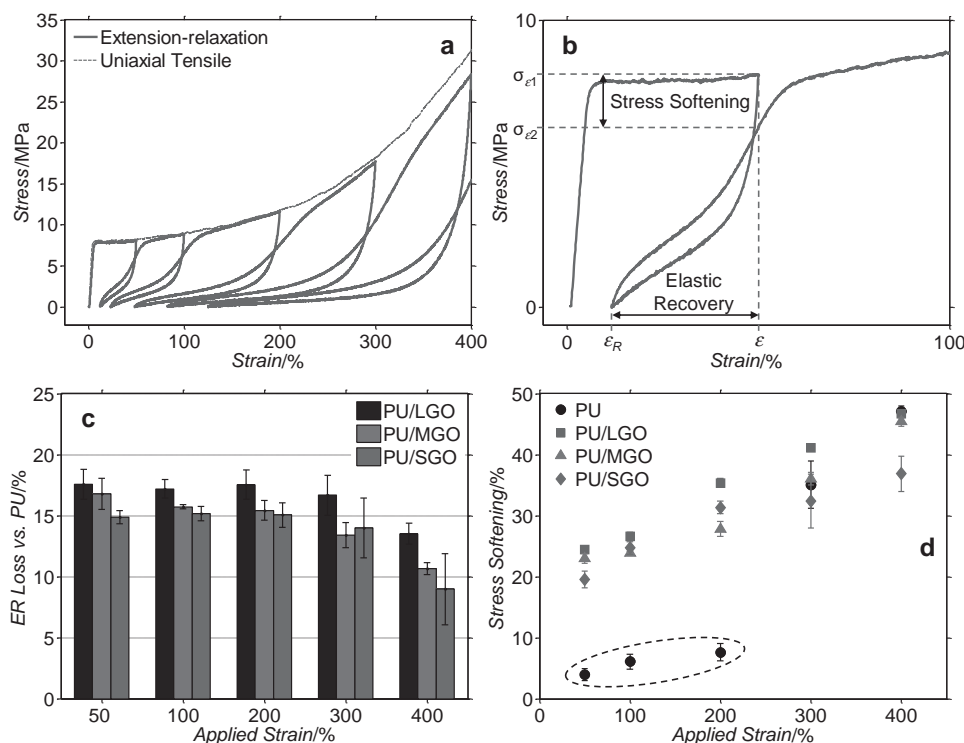 35
30
25
20
15
10
5
0
Stress/MPa
Extension-relaxation
Uniaxial Tensile
a
0
100
200
300
400
Strain/%
10
0
Stress/MPa
b
σε1
σε2
Stress Softening
Elastic
Recovery
0
εR
ε
100
Strain/%
25
20
15
10
5
0
ER Loss vs. PU/%
c
PU/LGO
PU/MGO
PU/SGO
50
100
200
300
400
Applied Strain/%
50
40
30
20
10
0
Stress Softening/%
PU
PU/LGO
PU/MGO
PU/SGO
d
0
100
200
300
400
Applied Strain/%